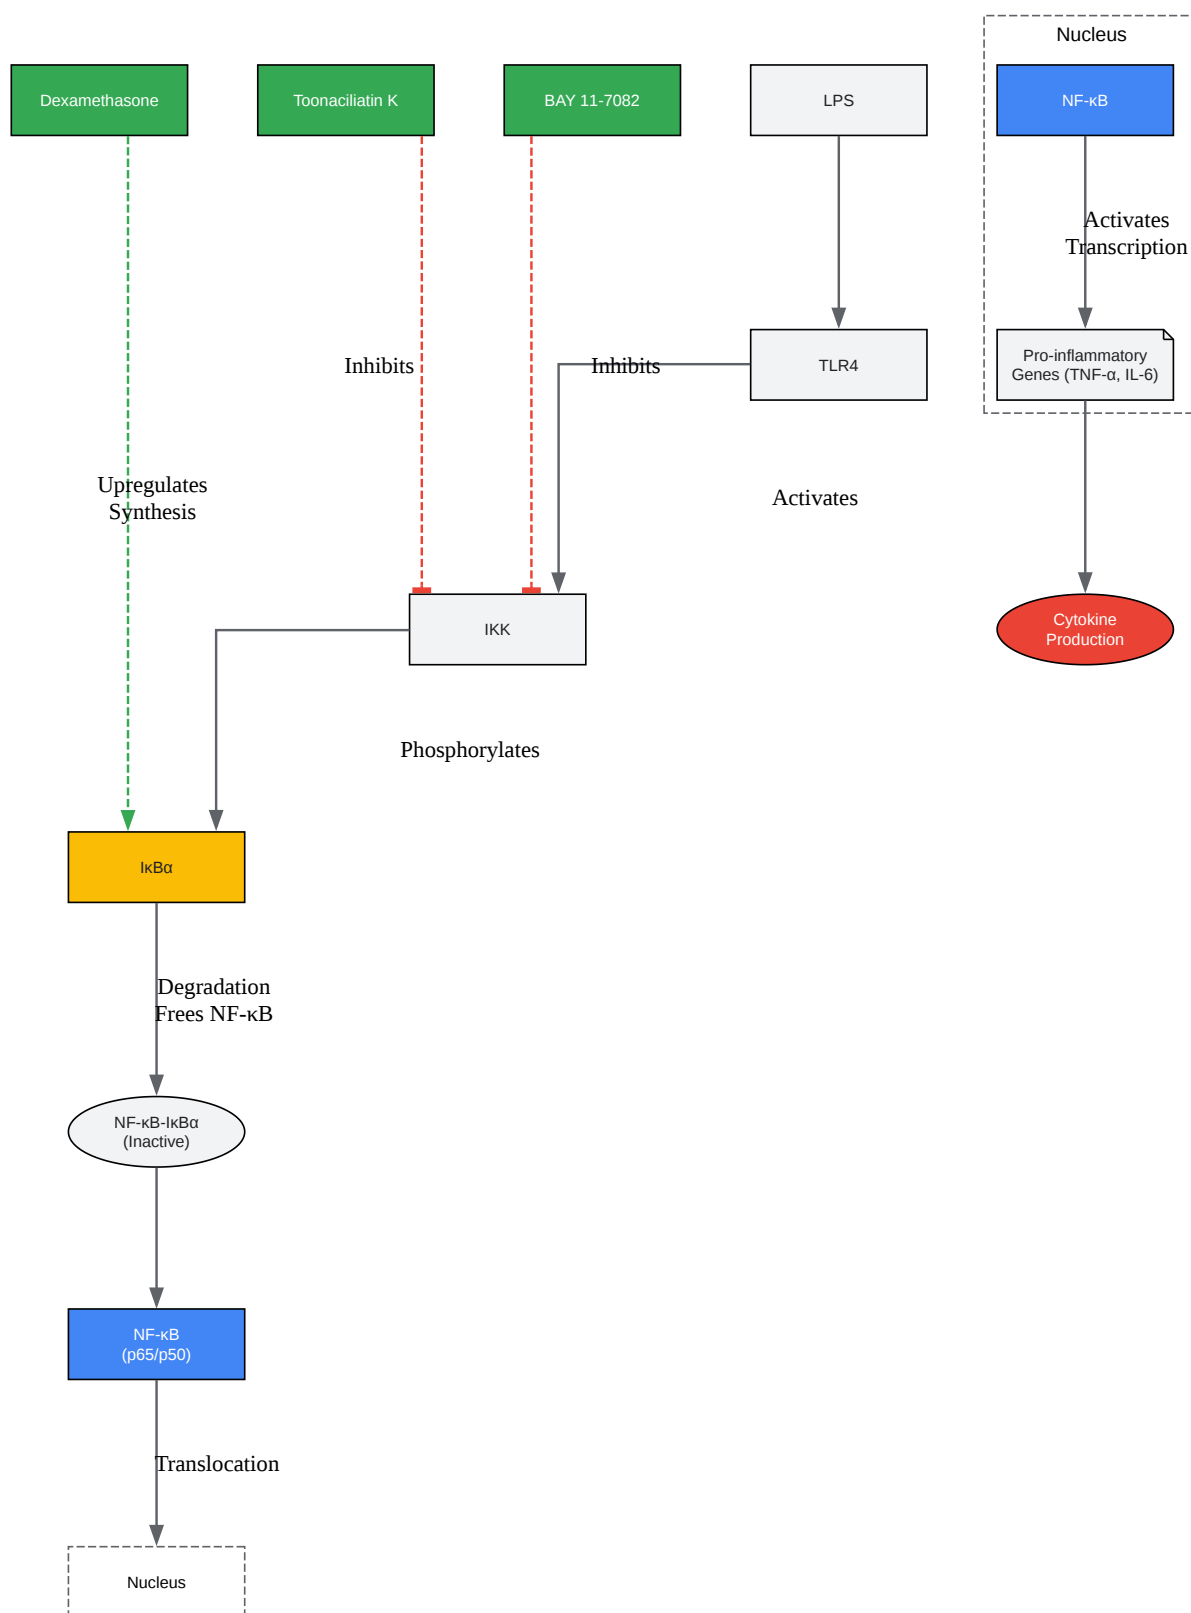 Nucleus
Dexamethasone
Toonaciliatin K
BAY 11-7082
LPS
NF-κB
Activates
Transcription
Inhibits
Inhibits
TLR4
Pro-inflammatory
Genes (TNF-α, IL-6)
Upregulates
Synthesis
Activates
IKK
Cytokine
Production
Phosphorylates
IκBα
Degradation
Frees NF-κB
NF-κB-IκBα
(Inactive)
NF-κB
(p65/p50)
Translocation
Nucleus